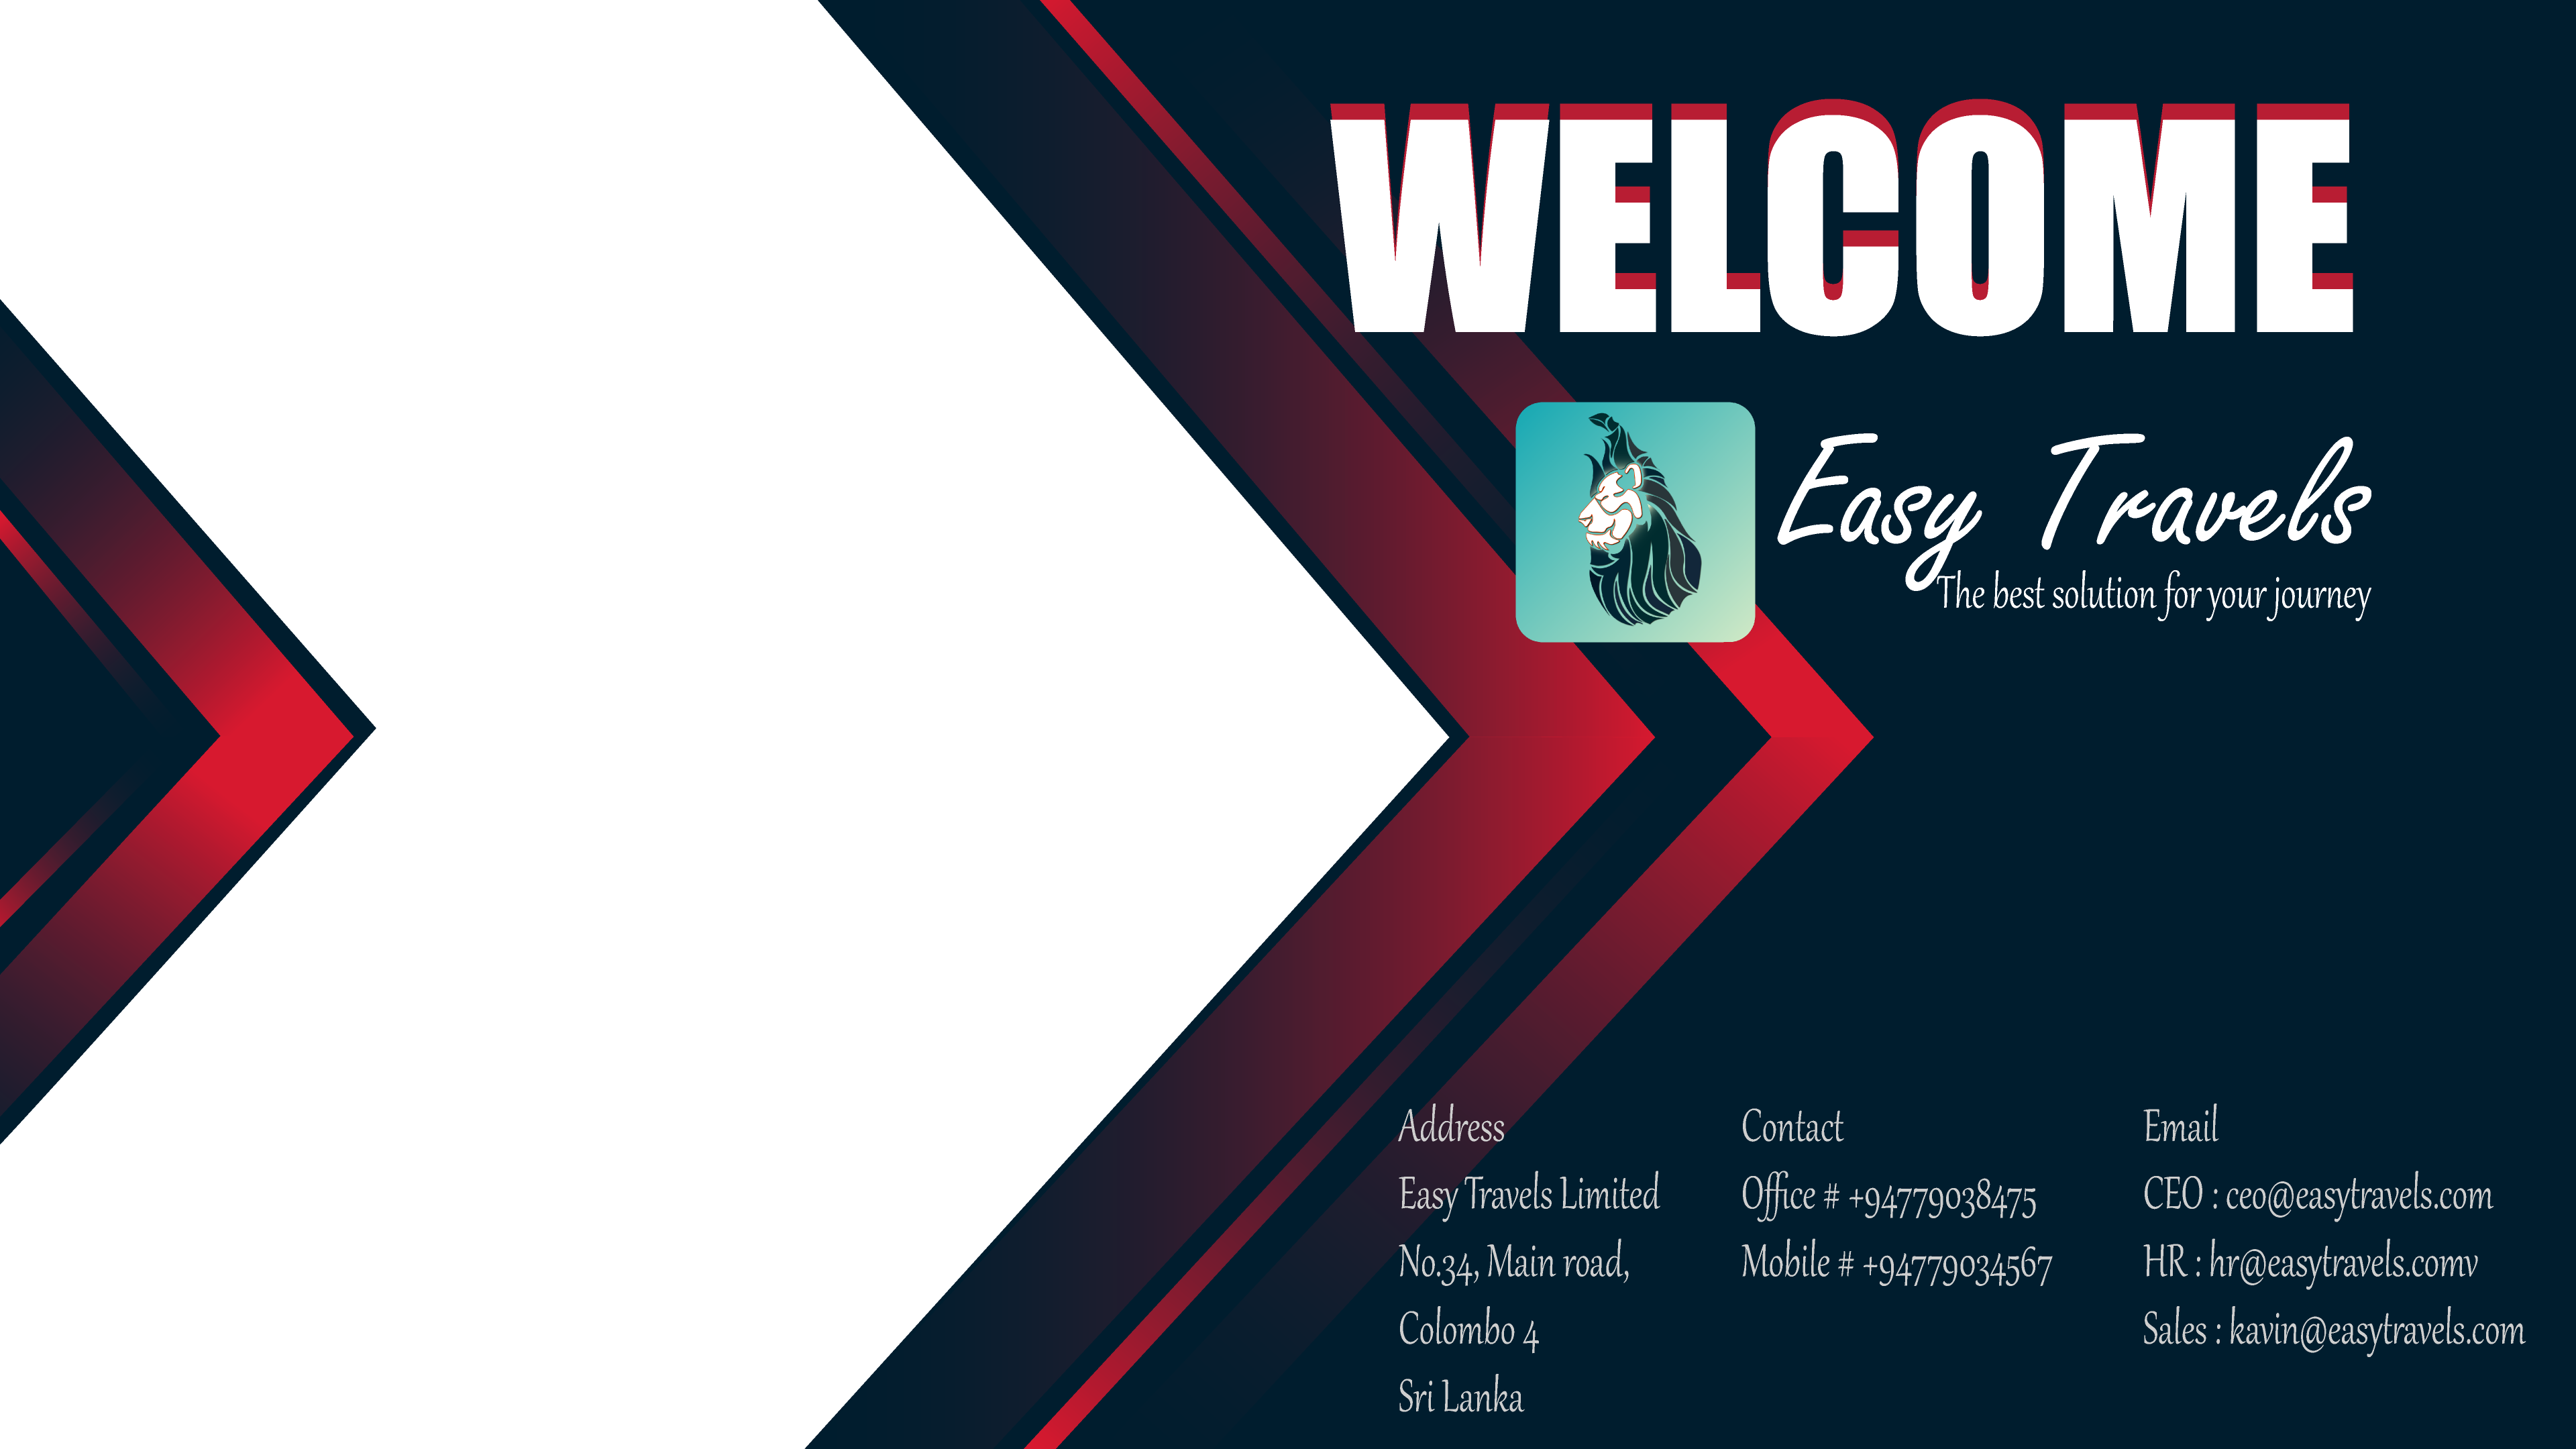 WELCOME
Easy Travels
The best solution for your journey
Address
Easy Travels Limited
No.34, Main road,
Colombo 4
Sri Lanka
Contact
Office # +94779038475
Mobile # +94779034567
Email
CEO : ceo@easytravels.com
HR : hr@easytravels.comv
Sales : kavin@easytravels.com